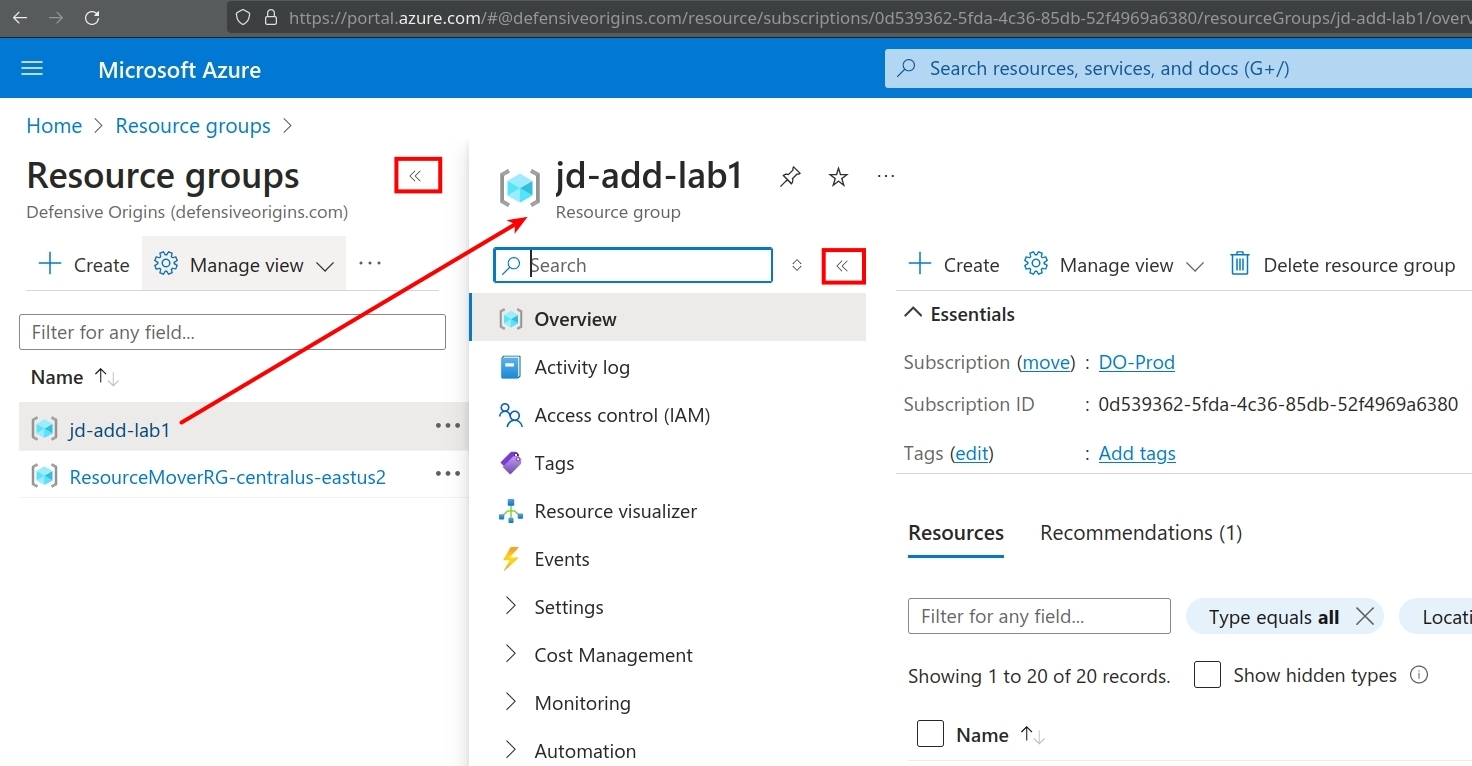 https://portal.azure.com/#@defensiveorigins.com/resource/subscriptions/0d539362-5fda-4c36-85db-52f4969a6380/resourceGroups/jd-add-lab1/overv
Microsoft Azure
Search resources, services, and docs (G+/)
Home > Resource groups >
Resource groups
«
Defensive Origins (defensiveorigins.com)
+ Create
Manage view
...
Filter for any field...
Name ↑↓
jd-add-lab1
...
ResourceMoverRG-centralus-eastus2
...
jd-add-lab1
...
Resource group
Search
«
Overview
Activity log
Access control (IAM)
Tags
Resource visualizer
Events
Settings
Cost Management
Monitoring
Automation
+ Create
Manage view
Delete resource group
Essentials
Subscription (move) : DO-Prod
Subscription ID : 0d539362-5fda-4c36-85db-52f4969a6380
Tags (edit) : Add tags
Resources
Recommendations (1)
Filter for any field...
Type equals all
Locati
Showing 1 to 20 of 20 records.
Show hidden types
Name ↑↓